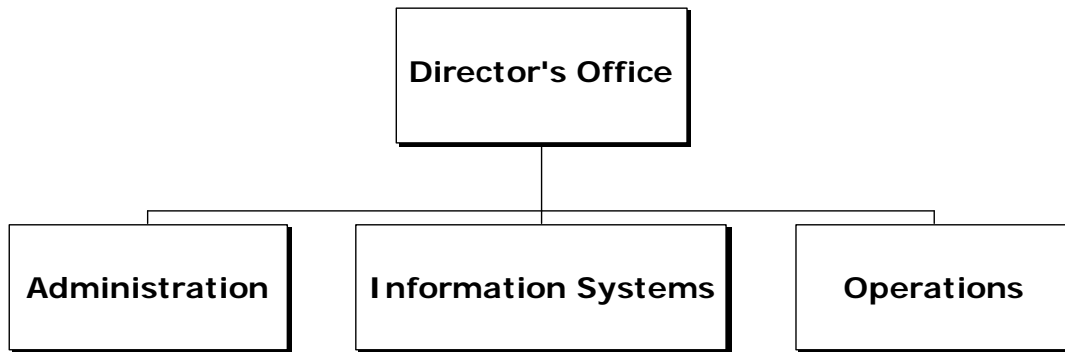 Director's Office
Administration
Information Systems
Operations